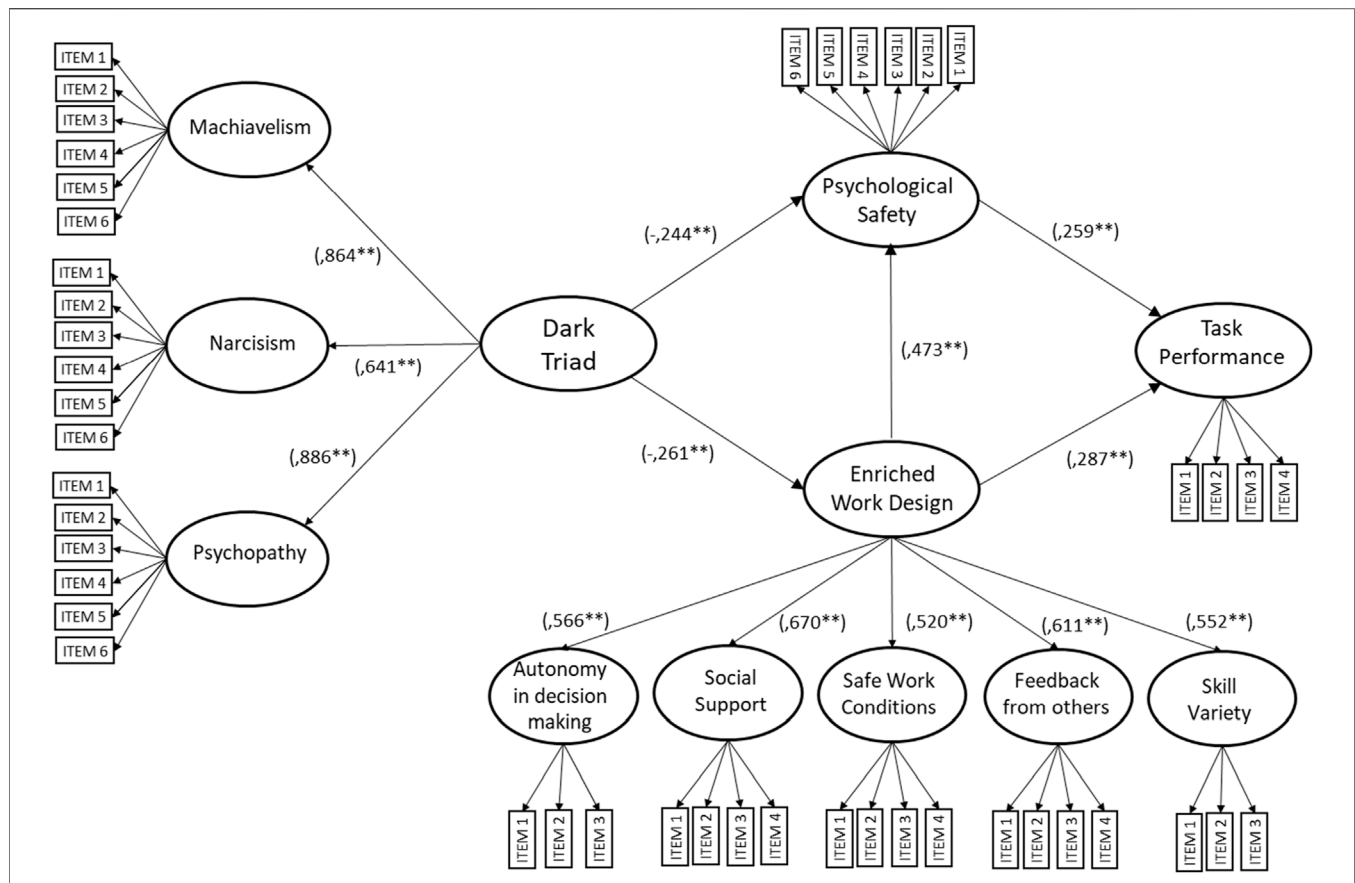 ITEM 1
ITEM 2
ITEM 3
ITEM 4
ITEM 5
ITEM 6
Machiavelism
(,864**)
ITEM 1
ITEM 2
ITEM 3
ITEM 4
ITEM 5
ITEM 6
Narcisism
(,641**)
ITEM 1
ITEM 2
ITEM 3
ITEM 4
ITEM 5
ITEM 6
Psychopathy
(,886**)
Dark
Triad
(-,244**)
(-,261**)
ITEM 6
ITEM 5
ITEM 4
ITEM 3
ITEM 2
ITEM 1
Psychological
Safety
(,259**)
(,473**)
Task
Performance
ITEM 1
ITEM 2
ITEM 3
ITEM 4
(,287**)
Enriched
Work Design
(,566**)
(,670**)
(,520**)
(,611**)
(,552**)
Autonomy
in decision
making
Social
Support
Safe Work
Conditions
Feedback
from others
Skill
Variety
ITEM 1
ITEM 2
ITEM 3
ITEM 1
ITEM 2
ITEM 3
ITEM 4
ITEM 1
ITEM 2
ITEM 3
ITEM 4
ITEM 1
ITEM 2
ITEM 3
ITEM 4
ITEM 1
ITEM 2
ITEM 3